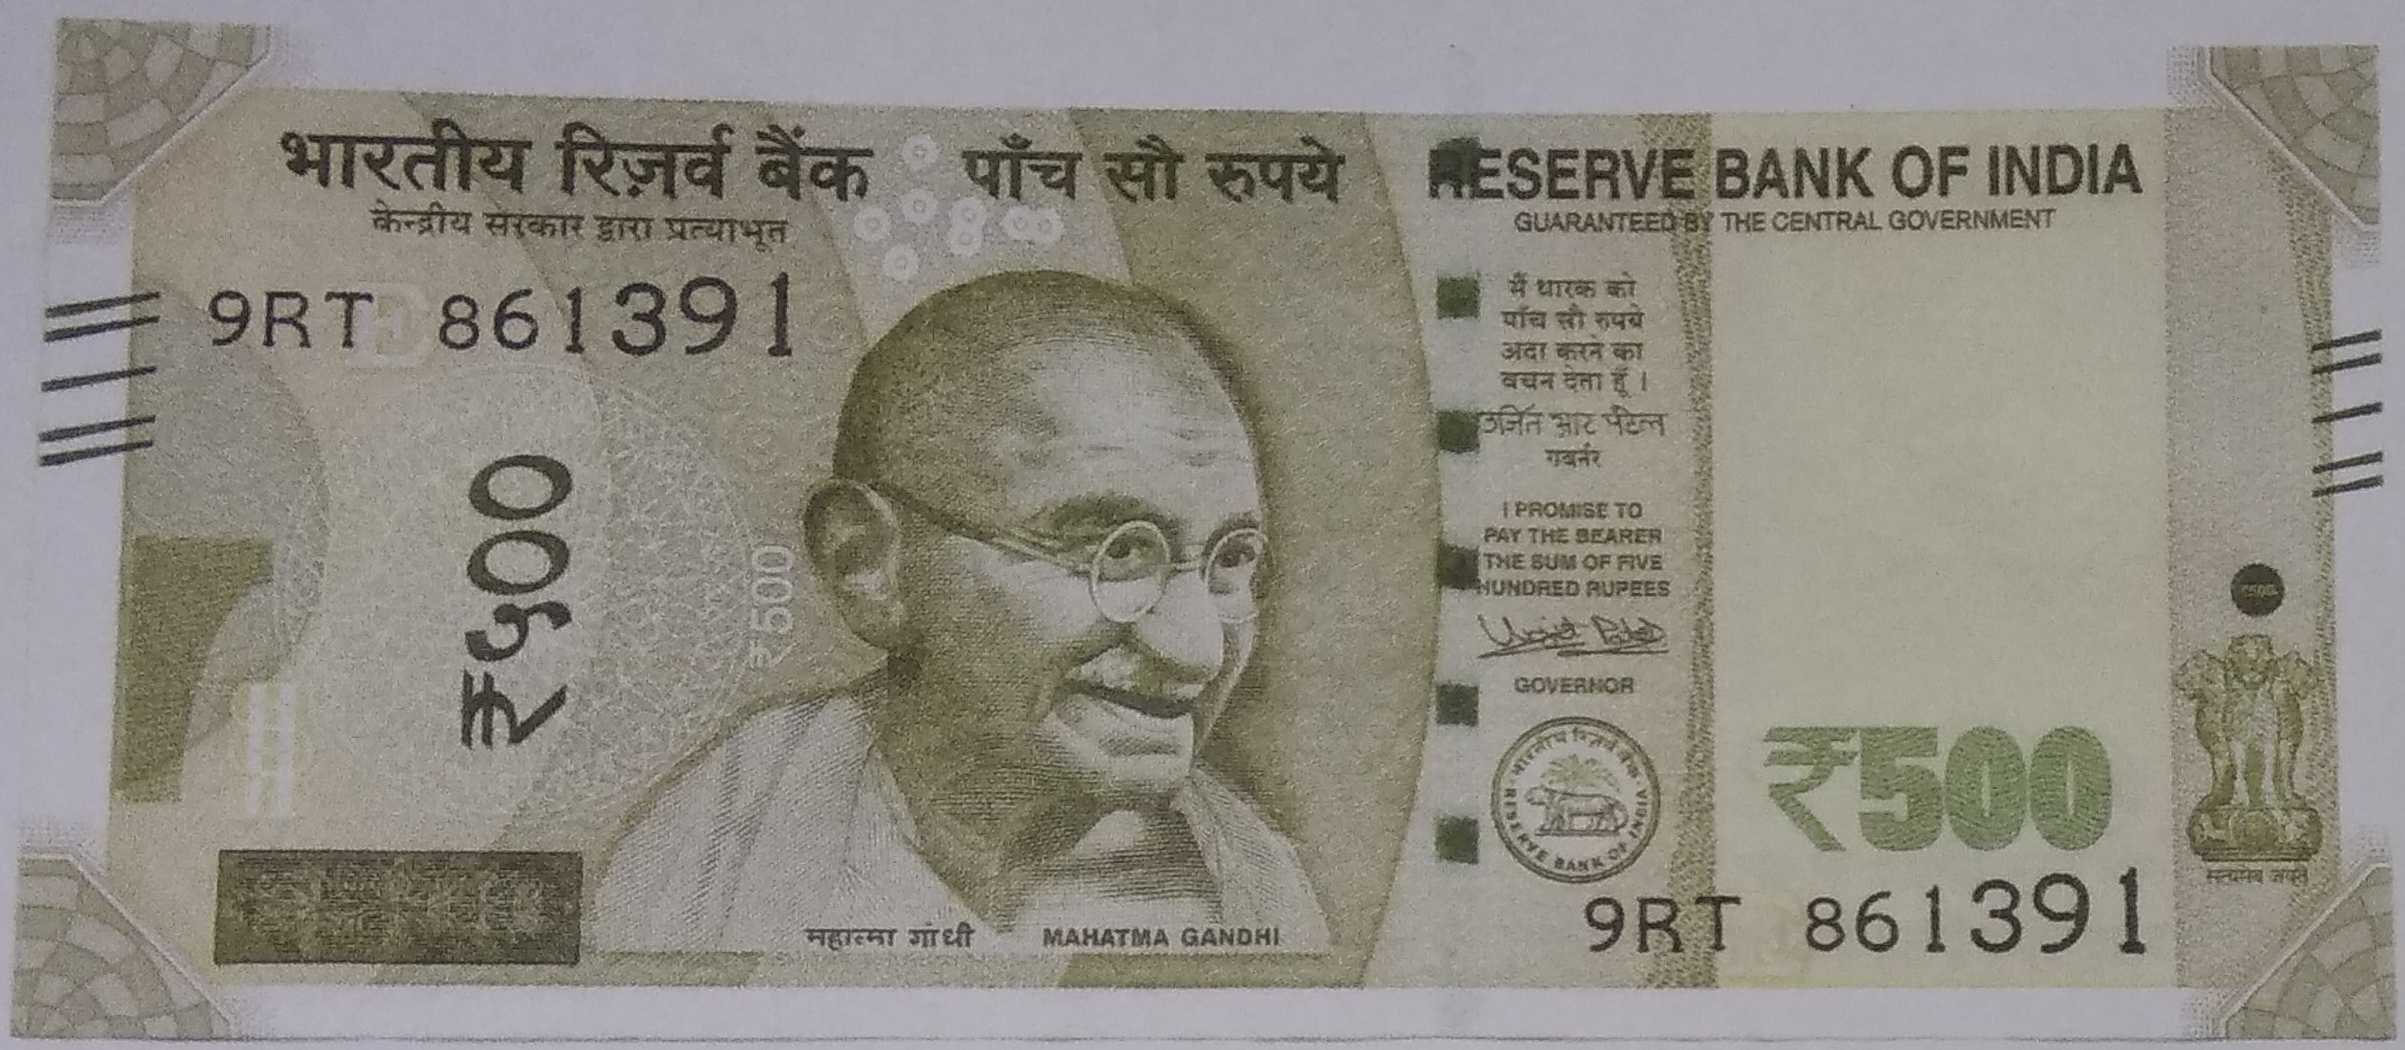 भारतीय रिज़र्व बैंक
केन्द्रीय सरकार द्वारा प्रत्याभूत
पाँच सौ रुपये
RESERVE BANK OF INDIA
GUARANTEED BY THE CENTRAL GOVERNMENT
9RT 861391
₹५००
₹500
मैं धारक को
पाँच सौ रुपये
अदा करने का
वचन देता हूँ ।
उर्जित आर पटेल
गवर्नर
I PROMISE TO
PAY THE BEARER
THE SUM OF FIVE
HUNDRED RUPEES
Urjit Patel
GOVERNOR
भारतीय रिज़र्व बैंक
RESERVE BANK OF INDIA
₹500
सत्यमेव जयते
महात्मा गांधी
MAHATMA GANDHI
9RT 861391